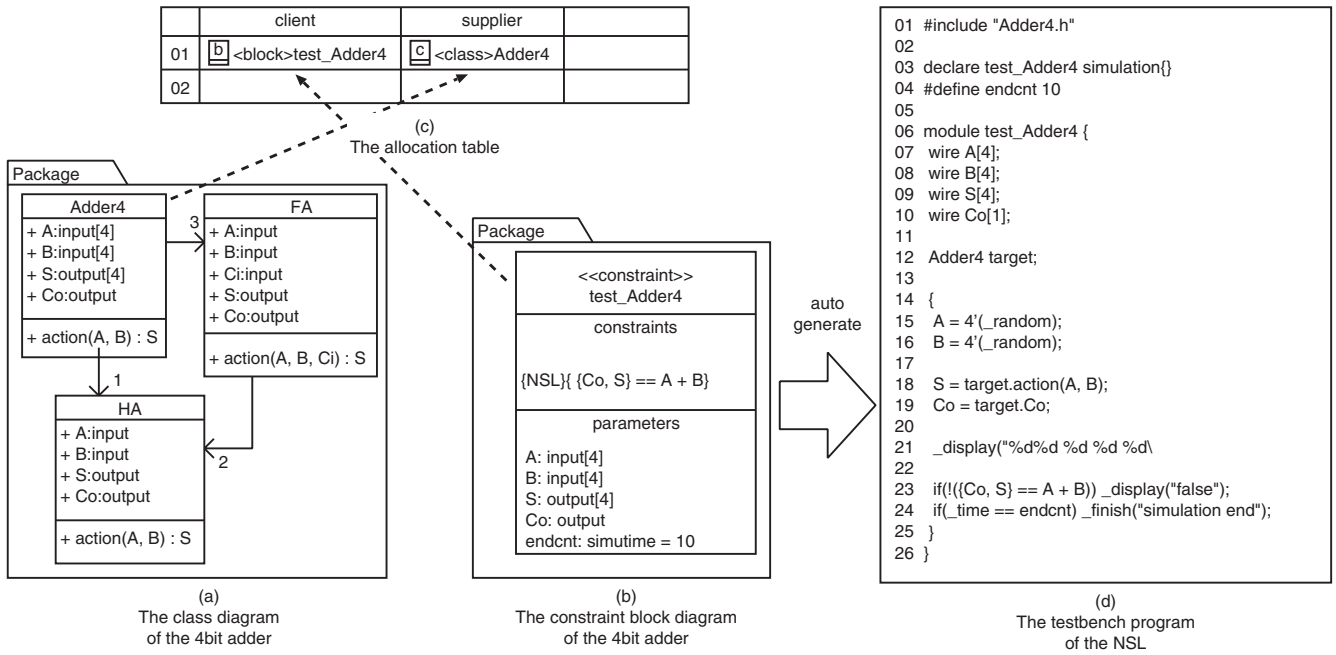 client supplier
01 b <block>test_Adder4 c <class>Adder4
02
(c)
The allocation table
Package
Adder4
+ A:input[4]
+ B:input[4]
+ S:output[4]
+ Co:output
+ action(A, B) : S
3
1
FA
+ A:input
+ B:input
+ Ci:input
+ S:output
+ Co:output
+ action(A, B, Ci) : S
2
HA
+ A:input
+ B:input
+ S:output
+ Co:output
+ action(A, B) : S
(a)
The class diagram
of the 4bit adder
Package
<<constraint>>
test_Adder4
constraints
{NSL}{ {Co, S} == A + B}
parameters
A: input[4]
B: input[4]
S: output[4]
Co: output
endcnt: simutime = 10
(b)
The constraint block diagram
of the 4bit adder
auto
generate
01 #include "Adder4.h"
02
03 declare test_Adder4 simulation{}
04 #define endcnt 10
05
06 module test_Adder4 {
07 wire A[4];
08 wire B[4];
09 wire S[4];
10 wire Co[1];
11
12 Adder4 target;
13
14 {
15 A = 4’(_random);
16 B = 4’(_random);
17
18 S = target.action(A, B);
19 Co = target.Co;
20
21 _display("%d%d %d %d %d\
22
23 if(!({Co, S} == A + B)) _display("false");
24 if(_time == endcnt) _finish("simulation end");
25 }
26 }
(d)
The testbench program
of the NSL